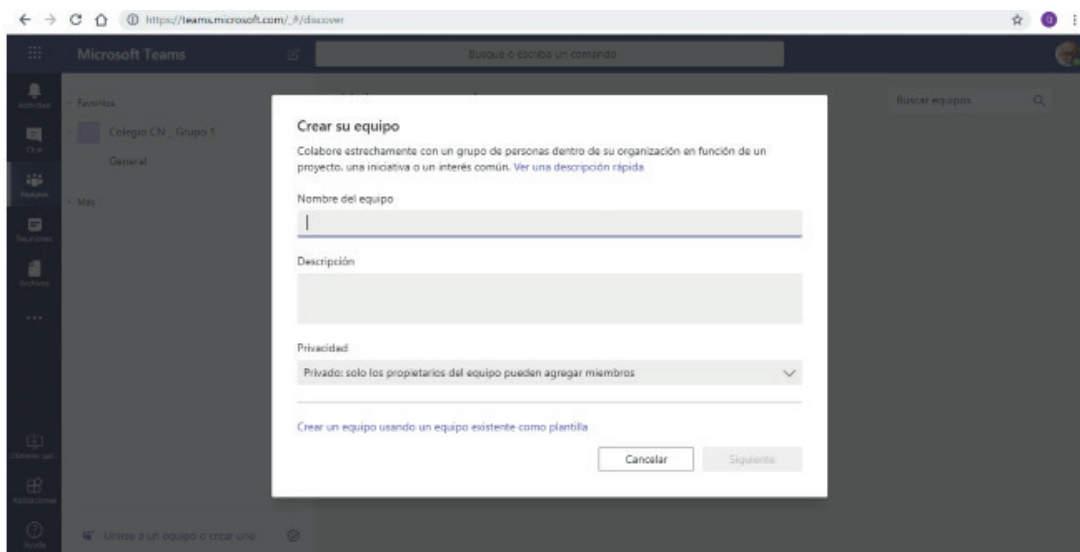 https://teams.microsoft.com/_#/discover
Microsoft Teams
Busque o escriba un comando
Actividad
Chat
Equipos
Reuniones
Archivos
Aplicaciones
Ayuda
Favoritos
Colegio CN _ Grupo 1
General
Más
Unirse a un equipo o crear uno
Buscar equipos
Crear su equipo
Colabore estrechamente con un grupo de personas dentro de su organización en función de un
proyecto, una iniciativa o un interés común. Ver una descripción rápida
Nombre del equipo
Descripción
Privacidad
Privado: solo los propietarios del equipo pueden agregar miembros
Crear un equipo usando un equipo existente como plantilla
Cancelar
Siguiente